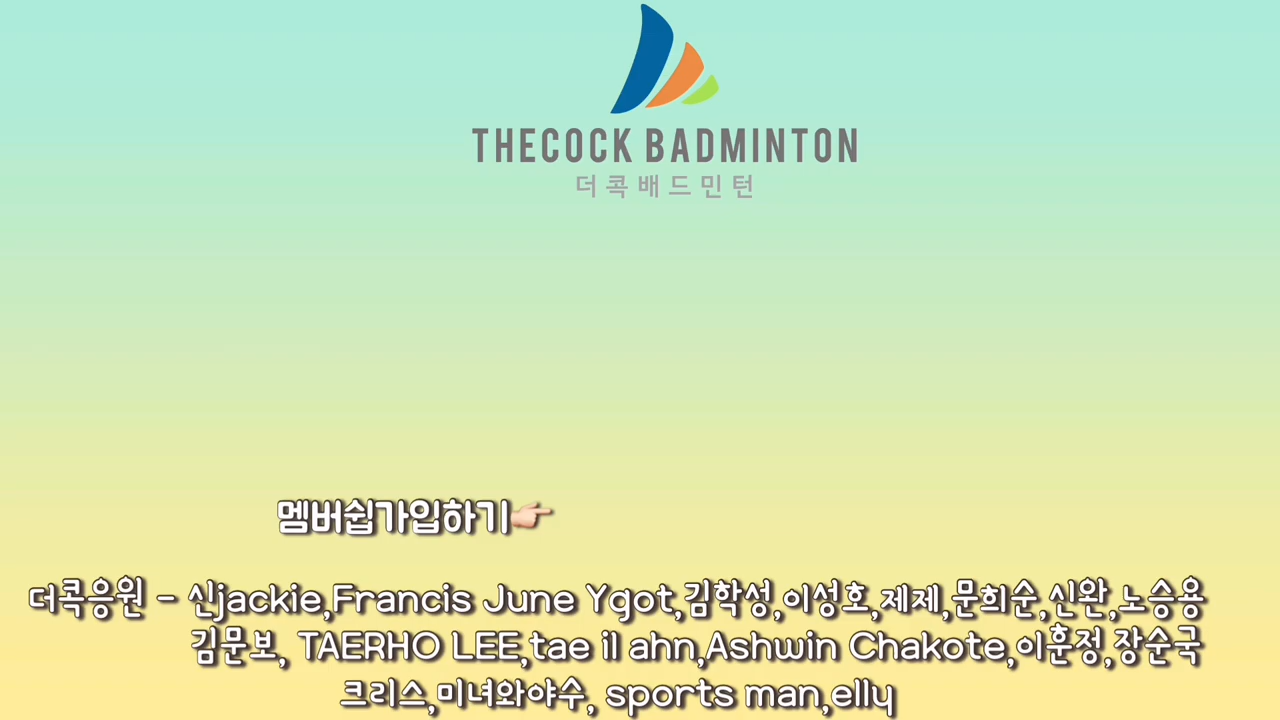 THECOCK BADMINTON
더콕배드민턴
멤버쉽가입하기👉🏻
더콕응원 - 신jackie,Francis June Ygot,김학성,이성호,제제,문희순,신완,노승용
김문보, TAERHO LEE,tae il ahn,Ashwin Chakote,이훈정,장순국
크리스,미녀와야수, sports man,elly